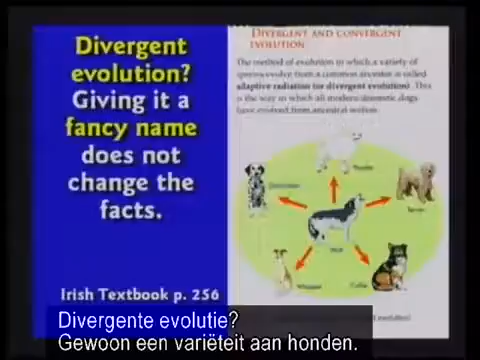 Divergent
evolution?
Giving it a
fancy name
does not
change the
facts.
Irish Textbook p. 256
DIVERGENT AND CONVERGENT
EVOLUTION
The method of evolution in which a variety of
species evolve from a common ancestor is called
adaptive radiation (or divergent evolution). This
is the way in which all modern domestic dogs
have evolved from ancestral wolves.
Poodle
Dalmatian
Terrier
Wolf
Whippet
Collie
evolution)
Divergente evolutie?
Gewoon een variëteit aan honden.